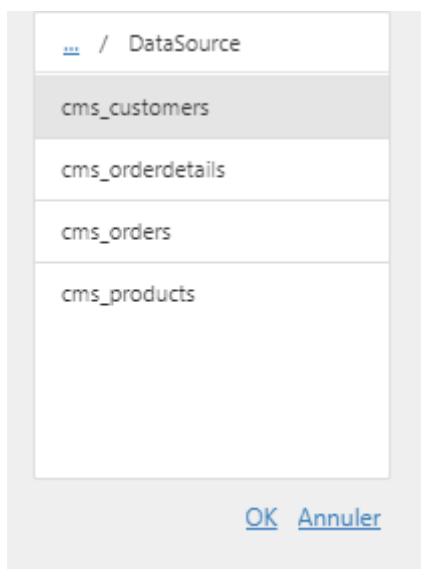 ... / DataSource
cms_customers
cms_orderdetails
cms_orders
cms_products
OK Annuler